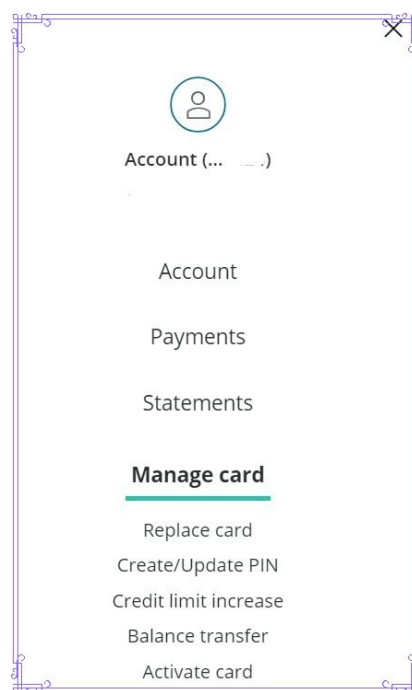 Account (... )
Account
Payments
Statements
Manage card
Replace card
Create/Update PIN
Credit limit increase
Balance transfer
Activate card